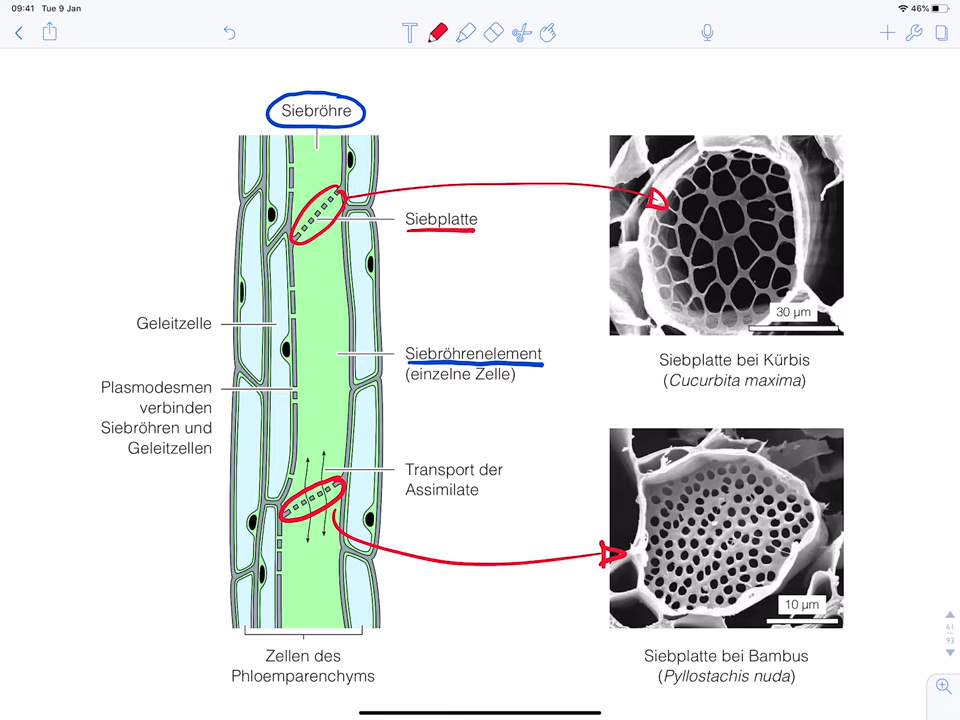 09:41 Tue 9 Jan
46%
T
Siebröhre
Siebplatte
30 µm
Geleitzelle
Siebröhrenelement
(einzelne Zelle)
Siebplatte bei Kürbis
(Cucurbita maxima)
Plasmodesmen
verbinden
Siebröhren und
Geleitzellen
Transport der
Assimilate
10 µm
61
93
Zellen des
Phloemparenchyms
Siebplatte bei Bambus
(Pyllostachis nuda)